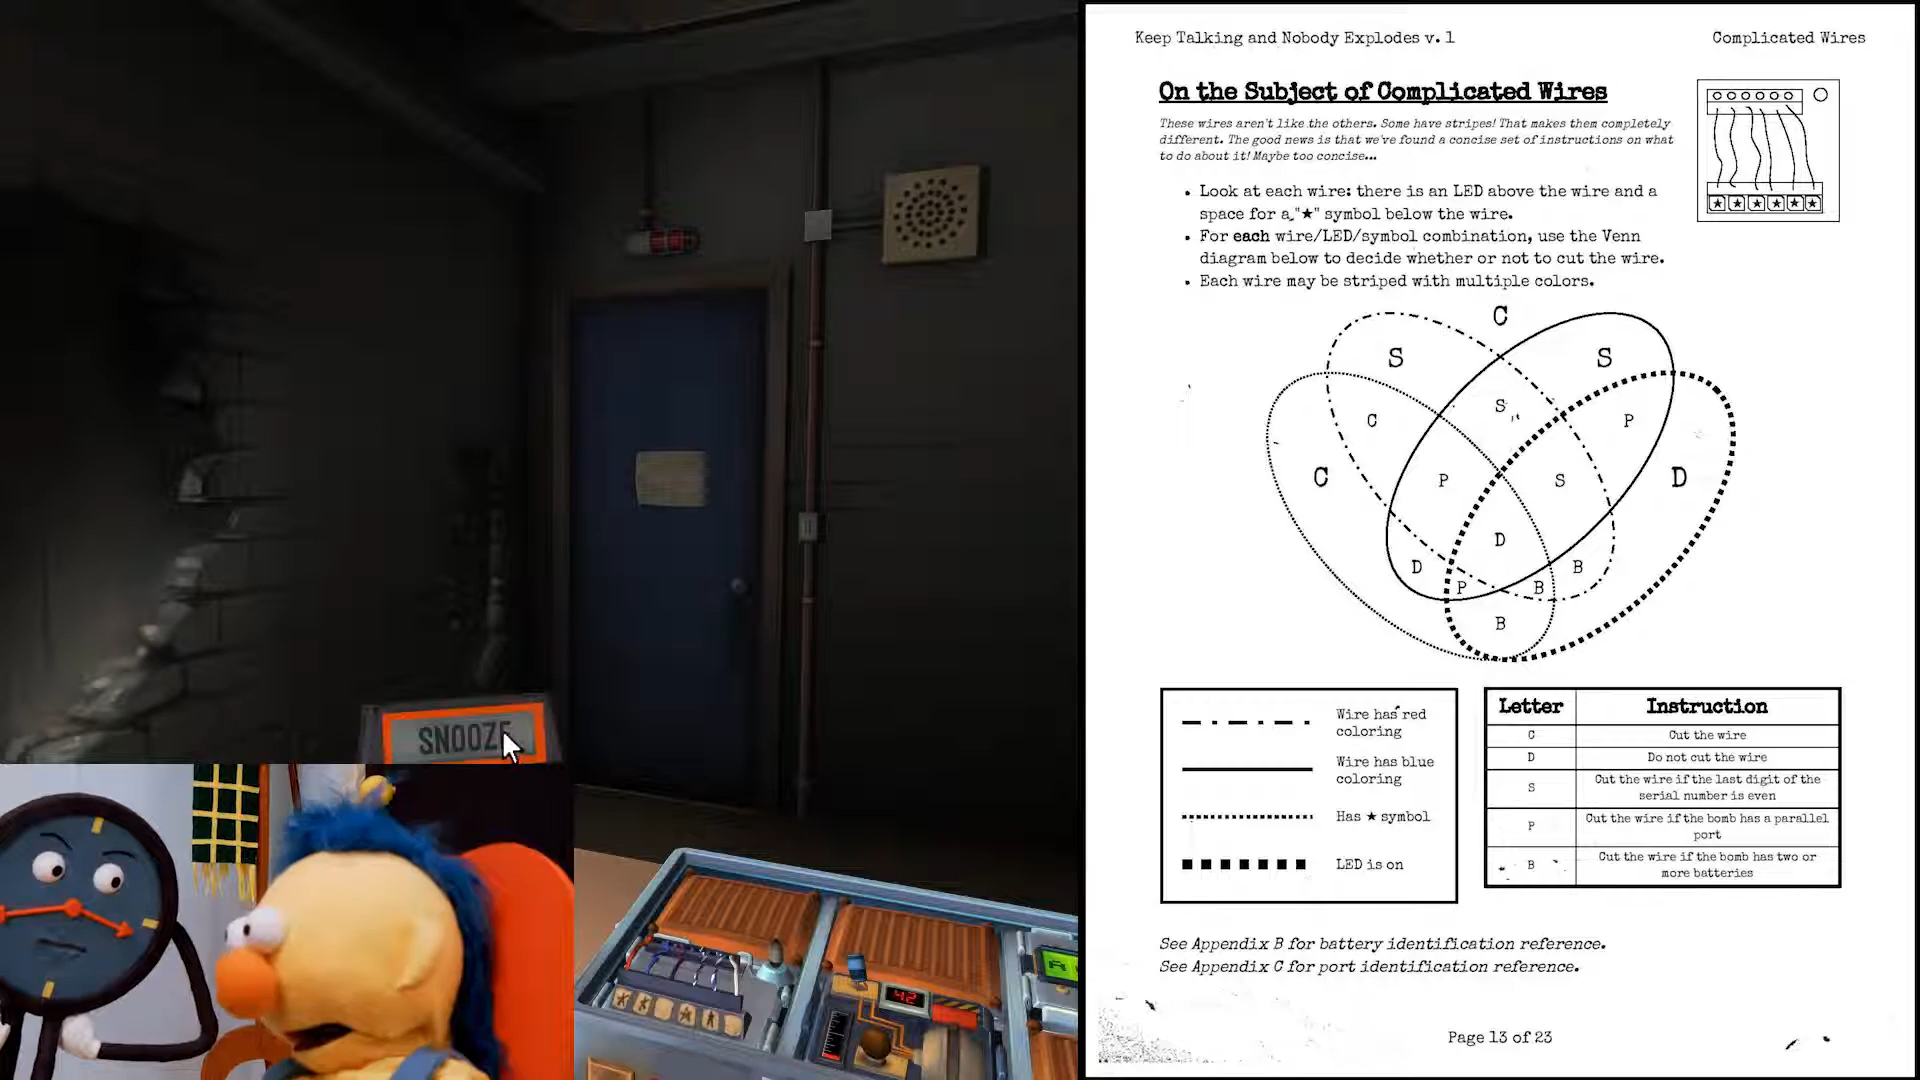 SNOOZE
42
Keep Talking and Nobody Explodes v. 1
Complicated Wires
On the Subject of Complicated Wires
These wires aren't like the others. Some have stripes! That makes them completely
different. The good news is that we've found a concise set of instructions on what
to do about it! Maybe too concise...
• Look at each wire: there is an LED above the wire and a
space for a "★" symbol below the wire.
• For each wire/LED/symbol combination, use the Venn
diagram below to decide whether or not to cut the wire.
• Each wire may be striped with multiple colors.
C
S
S
S
C
P
C
D
P
S
D
D
B
P
B
B
Wire has red
coloring
Wire has blue
coloring
Has ★ symbol
LED is on
Letter Instruction
C Cut the wire
D Do not cut the wire
S Cut the wire if the last digit of the
serial number is even
P Cut the wire if the bomb has a parallel
port
B Cut the wire if the bomb has two or
more batteries
See Appendix B for battery identification reference.
See Appendix C for port identification reference.
Page 13 of 23